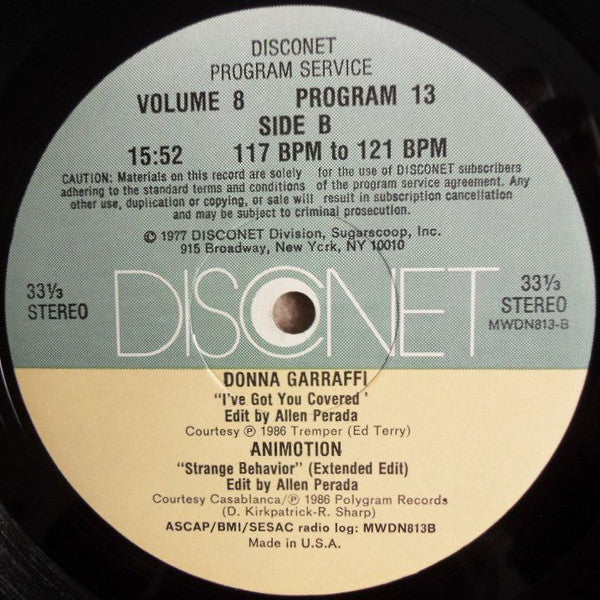 DISCONET
PROGRAM SERVICE
VOLUME 8 PROGRAM 13
SIDE B
15:52 117 BPM to 121 BPM
CAUTION: Materials on this record are solely for the use of DISCONET subscribers
adhering to the standard terms and conditions of the program service agreement. Any
other use, duplication or copying, or sale will result in subscription cancellation
and may be subject to criminal prosecution.
© 1977 DISCONET Division, Sugarscoop, Inc.
915 Broadway, New York, NY 10010
33⅓
STEREO
DISCONET
33⅓
STEREO
MWDN813-B
DONNA GARRAFFI
"I've Got You Covered'
Edit by Allen Perada
Courtesy ℗ 1986 Tremper (Ed Terry)
ANIMOTION
"Strange Behavior" (Extended Edit)
Edit by Allen Perada
Courtesy Casablanca/℗ 1986 Polygram Records
(D. Kirkpatrick-R. Sharp)
ASCAP/BMI/SESAC radio log: MWDN813B
Made in U.S.A.